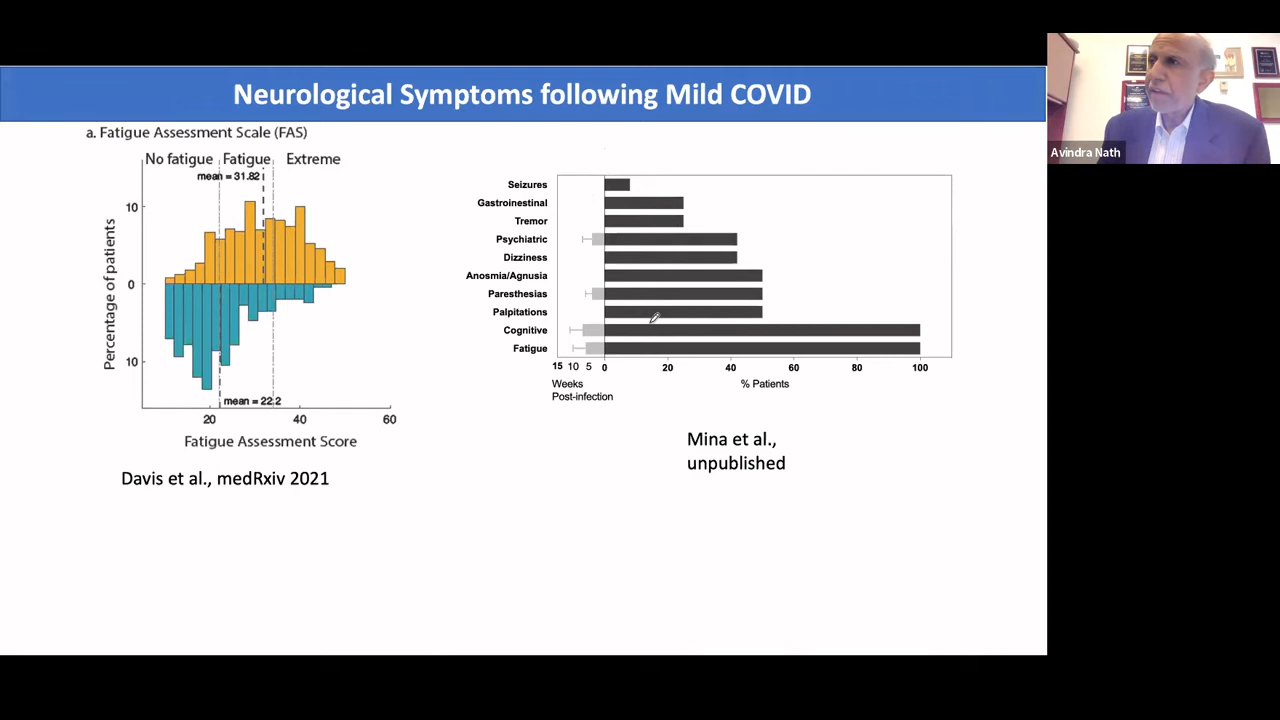 Neurological Symptoms following Mild COVID
a. Fatigue Assessment Scale (FAS)
No fatigue Fatigue Extreme
mean = 31.82
10
0
10
Percentage of patients
mean = 22.2
20 40 60
Fatigue Assessment Score
Davis et al., medRxiv 2021
Seizures
Gastroinestinal
Tremor
Psychiatric
Dizziness
Anosmia/Agnusia
Paresthesias
Palpitations
Cognitive
Fatigue
15 10 5 0 20 40 60 80 100
Weeks
Post-infection
% Patients
Mina et al.,
unpublished
Avindra Nath